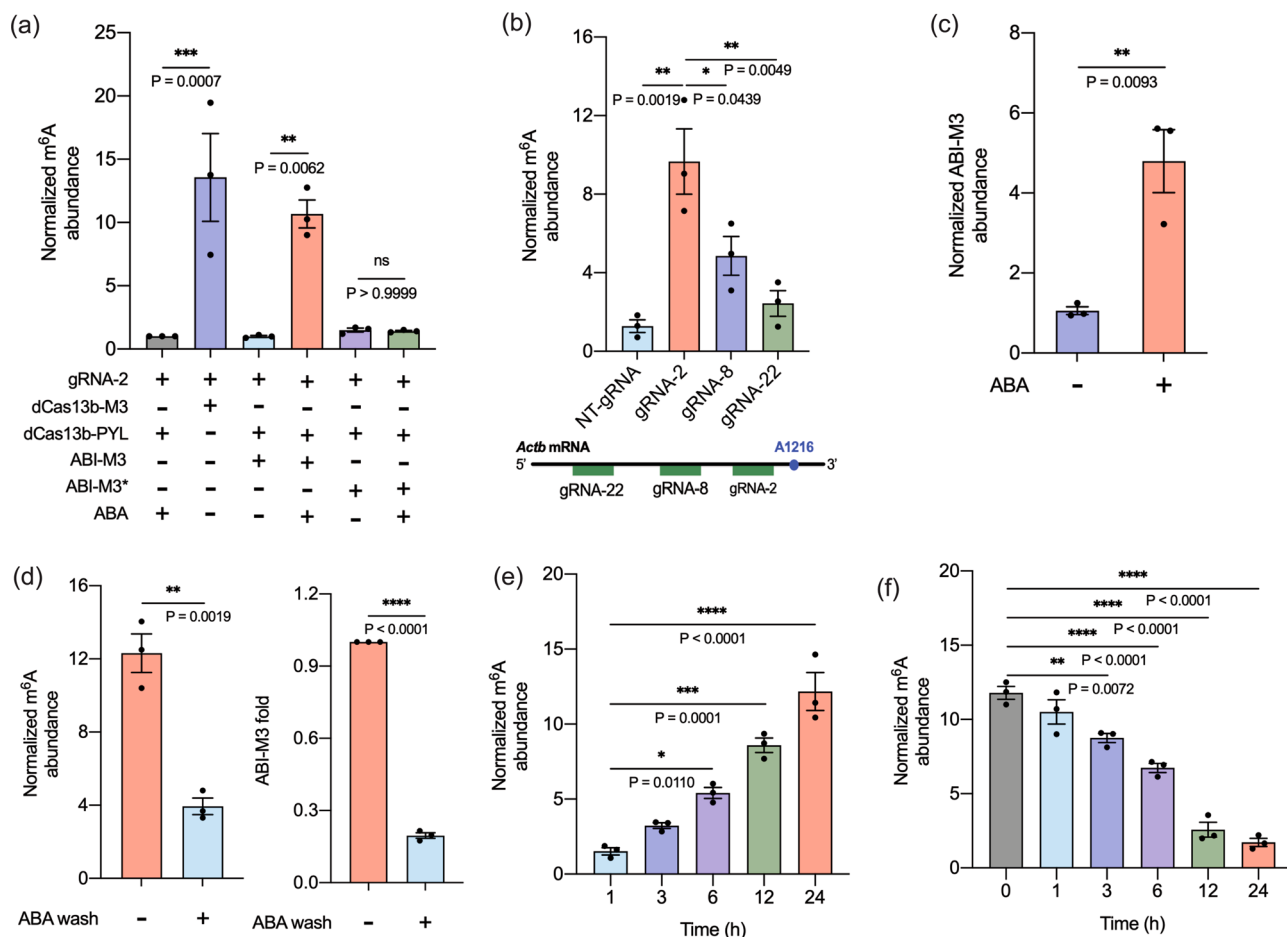 (a)
Normalized m⁶A
abundance
25
20
15
10
5
0
***
P = 0.0007
**
P = 0.0062
ns
P > 0.9999
gRNA-2 + + + + + +
dCas13b-M3 - + - - - -
dCas13b-PYL + - + + + +
ABI-M3 - - + + - -
ABI-M3* - - - - + +
ABA + - - + - +
(b)
Normalized m⁶A
abundance
16
12
8
4
0
**
P = 0.0049
** *
P = 0.0019
P = 0.0439
NT-gRNA
gRNA-2
gRNA-8
gRNA-22
Actb mRNA
A1216
5' 3'
gRNA-22 gRNA-8 gRNA-2
(c)
Normalized ABI-M3
abundance
8
6
4
2
0
**
P = 0.0093
ABA - +
(d)
Normalized m⁶A
abundance
16
12
8
4
0
**
P = 0.0019
ABA wash - +
ABI-M3 fold
1.2
0.9
0.6
0.3
0.0
****
P < 0.0001
ABA wash - +
(e)
Normalized m⁶A
abundance
20
15
10
5
0
****
P < 0.0001
***
P = 0.0001
*
P = 0.0110
1 3 6 12 24
Time (h)
(f)
Normalized m⁶A
abundance
20
15
10
5
0
****
P < 0.0001
****
P < 0.0001
****
P < 0.0001
**
P = 0.0072
0 1 3 6 12 24
Time (h)